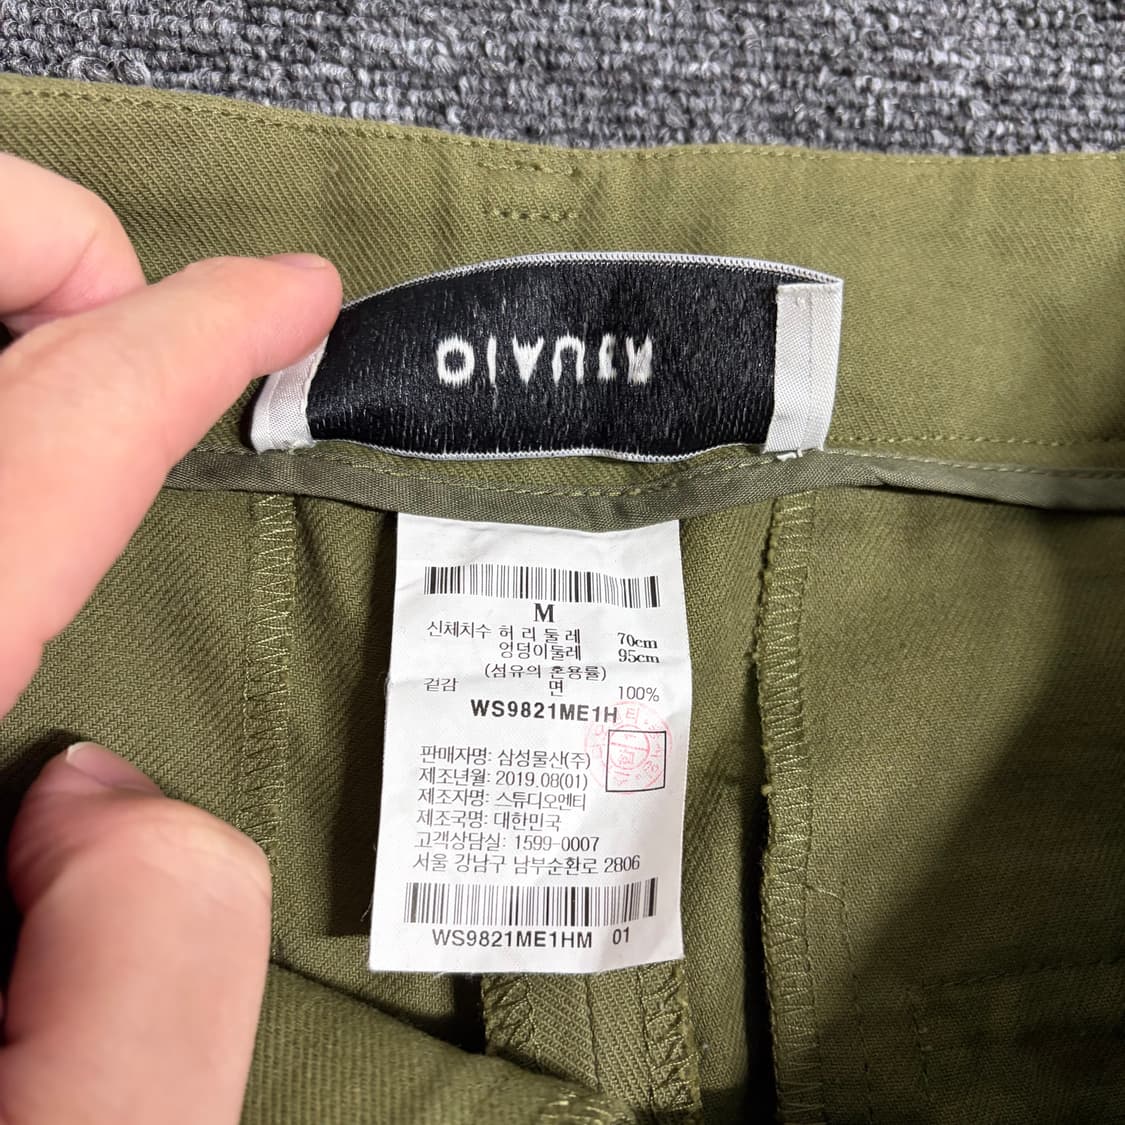 M
신체치수 허 리 둘 레 70cm
엉덩이둘레 95cm
(섬유의 혼용률)
겉감 면 100%
WS9821ME1H
판매자명: 삼성물산(주)
제조년월: 2019.08(01)
제조자명: 스튜디오엔티
제조국명: 대한민국
고객상담실: 1599-0007
서울 강남구 남부순환로 2806
WS9821ME1HM 01